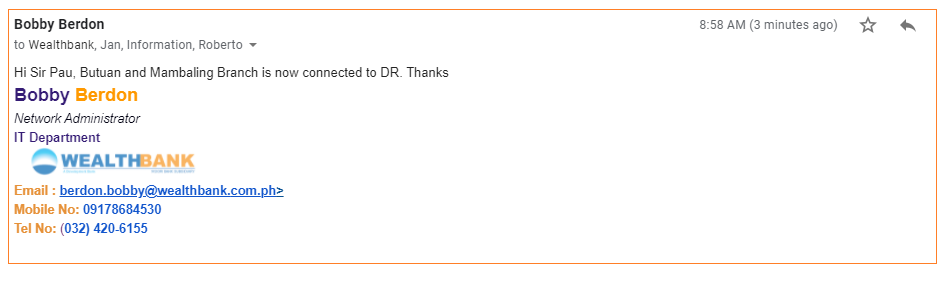 Bobby Berdon
8:58 AM (3 minutes ago)
to Wealthbank, Jan, Information, Roberto
Hi Sir Pau, Butuan and Mambaling Branch is now connected to DR. Thanks
Bobby Berdon
Network Administrator
IT Department
WEALTHBANK
Email : berdon.bobby@wealthbank.com.ph>
Mobile No: 09178684530
Tel No: (032) 420-6155